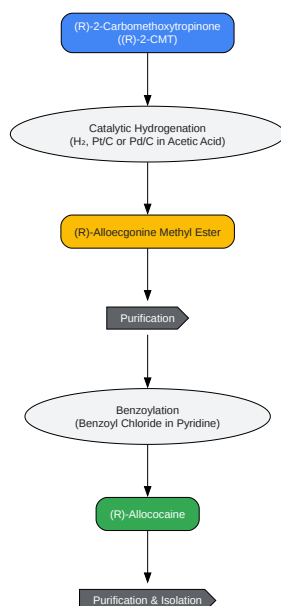 (R)-2-Carbomethoxytropinone
((R)-2-CMT)
Catalytic Hydrogenation
(H₂, Pt/C or Pd/C in Acetic Acid)
(R)-Alloecgonine Methyl Ester
Purification
Benzoylation
(Benzoyl Chloride in Pyridine)
(R)-Allococaine
Purification & Isolation